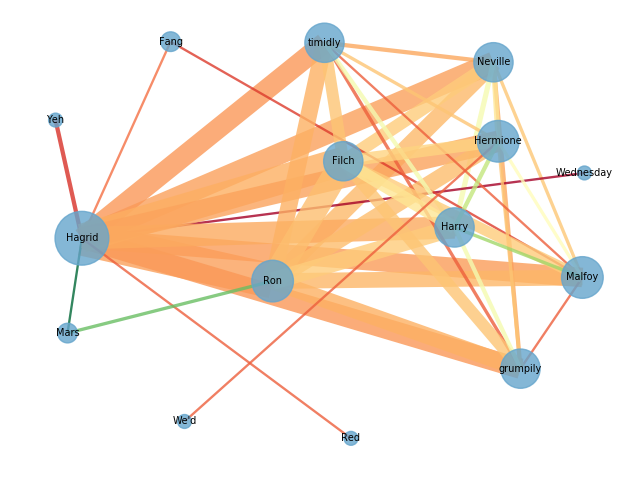 Fang
timidly
Neville
Yeh
Hermione
Filch
Wednesday
Harry
Hagrid
Ron
Malfoy
Mars
grumpily
We'd
Red